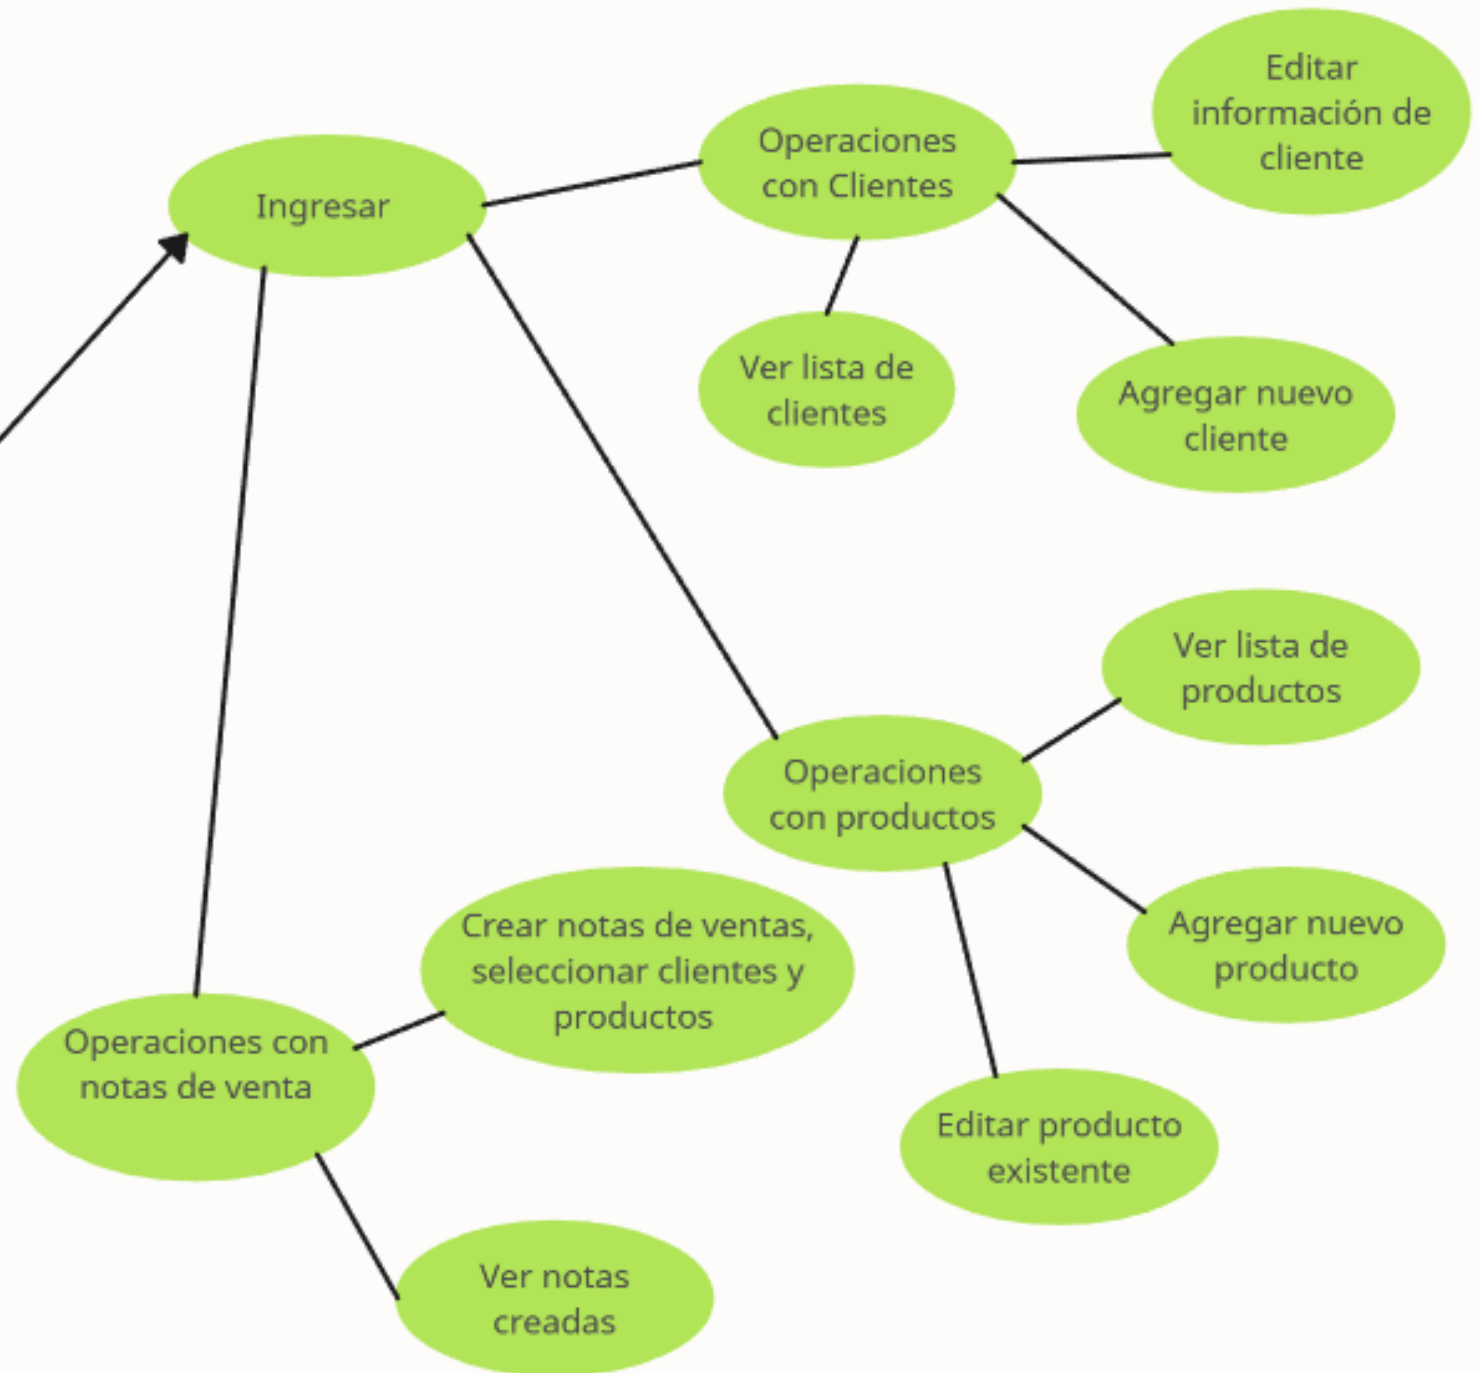 Ingresar
Operaciones
con Clientes
Editar
información de
cliente
Ver lista de
clientes
Agregar nuevo
cliente
Ver lista de
productos
Operaciones
con productos
Agregar nuevo
producto
Editar producto
existente
Crear notas de ventas,
seleccionar clientes y
productos
Operaciones con
notas de venta
Ver notas
creadas